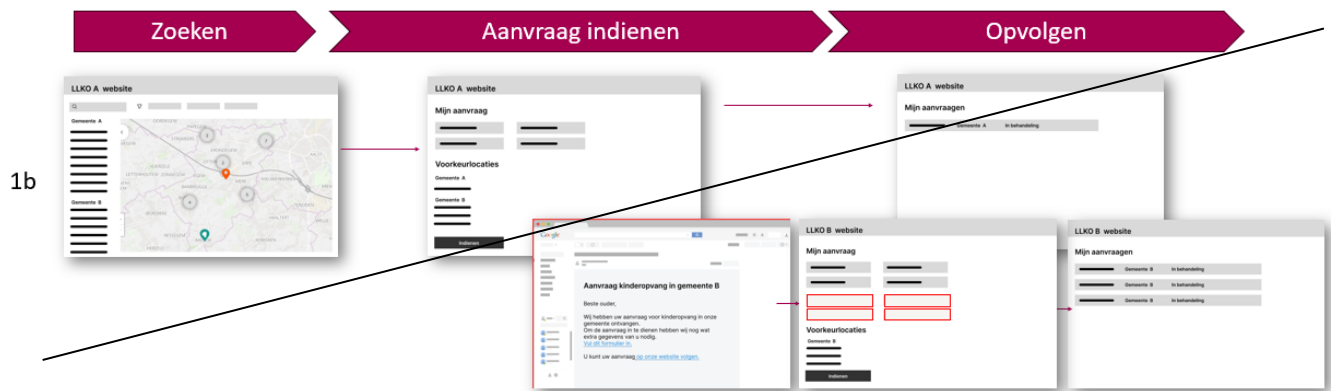 Zoeken
Aanvraag indienen
Opvolgen
1b
LLKO A website
Gemeente A
Gemeente B
LLKO A website
Mijn aanvraag
Voorkeurlocaties
Gemeente A
Gemeente B
Indienen
LLKO A website
Mijn aanvraagen
Gemeente A
In behandeling
Google
Aanvraag kinderopvang in gemeente B
Beste ouder,
Wij hebben uw aanvraag voor kinderopvang in onze
gemeente ontvangen.
Om de aanvraag in te dienen hebben wij nog wat
extra gegevens van u nodig.
Vul dit formulier in.
U kunt uw aanvraag op onze website volgen.
LLKO B website
Mijn aanvraag
Voorkeurlocaties
Gemeente B
Indienen
LLKO B website
Mijn aanvraagen
Gemeente B In behandeling
Gemeente B In behandeling
Gemeente B In behandeling